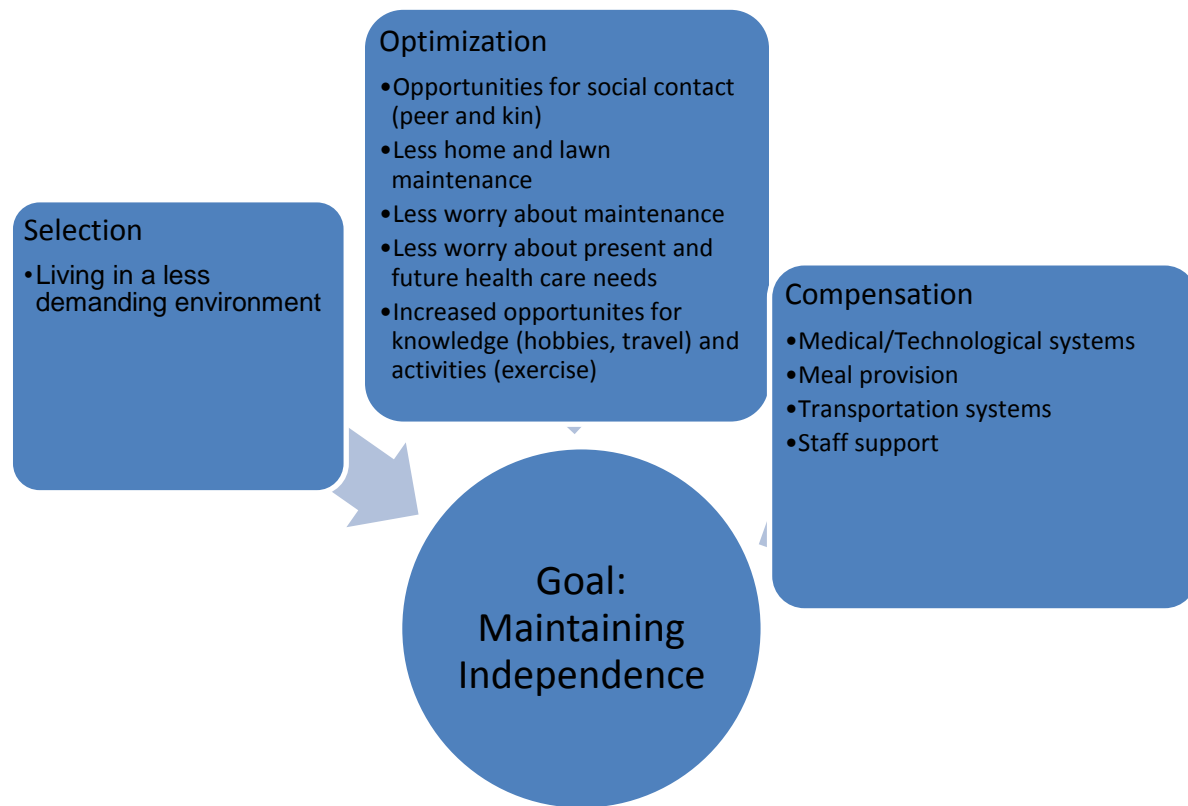 Selection
•Living in a less
demanding environment
Optimization
•Opportunities for social contact
(peer and kin)
•Less home and lawn
maintenance
•Less worry about maintenance
•Less worry about present and
future health care needs
•Increased opportunites for
knowledge (hobbies, travel) and
activities (exercise)
Compensation
•Medical/Technological systems
•Meal provision
•Transportation systems
•Staff support
Goal:
Maintaining
Independence